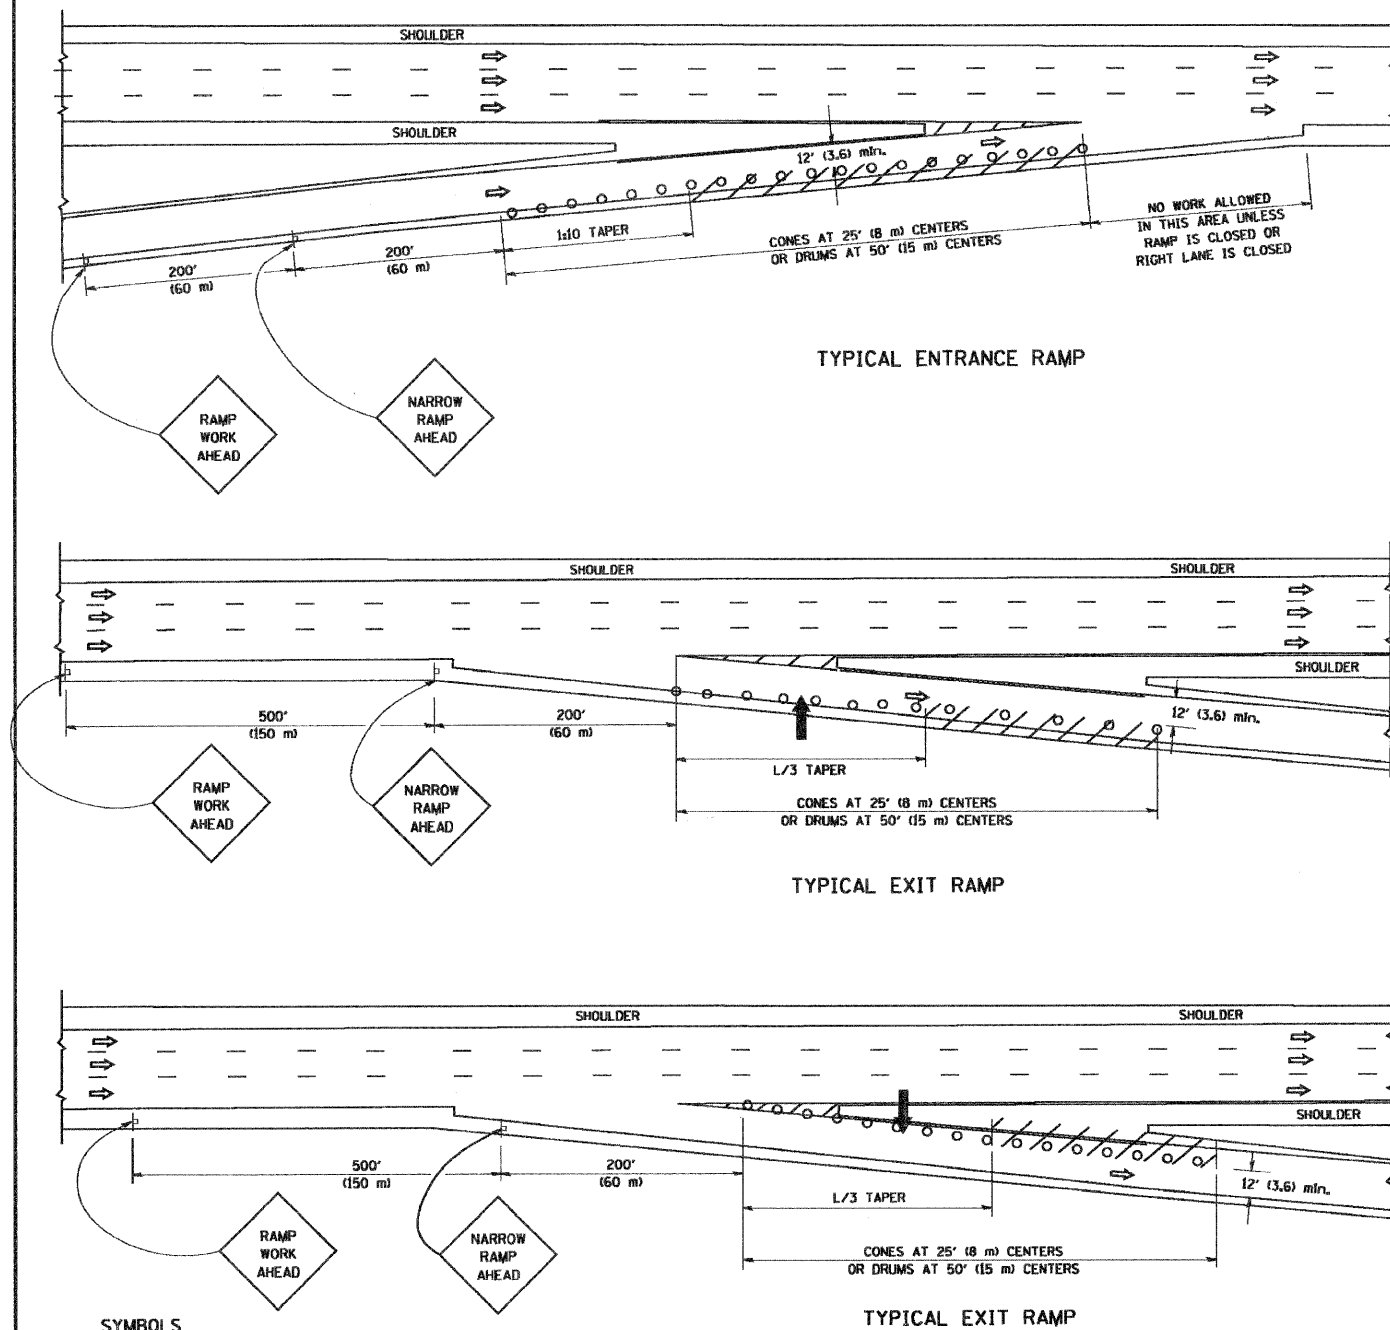 SHOULDER
SHOULDER
12' (3.6) min.
1:10 TAPER
CONES AT 25' (8 m) CENTERS
OR DRUMS AT 50' (15 m) CENTERS
NO WORK ALLOWED
IN THIS AREA UNLESS
RAMP IS CLOSED OR
RIGHT LANE IS CLOSED
200'
(60 m)
200'
(60 m)
TYPICAL ENTRANCE RAMP
RAMP
WORK
AHEAD
NARROW
RAMP
AHEAD
SHOULDER
SHOULDER
SHOULDER
500'
(150 m)
200'
(60 m)
12' (3.6) min.
L/3 TAPER
CONES AT 25' (8 m) CENTERS
OR DRUMS AT 50' (15 m) CENTERS
RAMP
WORK
AHEAD
NARROW
RAMP
AHEAD
TYPICAL EXIT RAMP
SHOULDER
SHOULDER
SHOULDER
500'
(150 m)
200'
(60 m)
12' (3.6) min.
L/3 TAPER
CONES AT 25' (8 m) CENTERS
OR DRUMS AT 50' (15 m) CENTERS
RAMP
WORK
AHEAD
NARROW
RAMP
AHEAD
TYPICAL EXIT RAMP
SYMBOLS